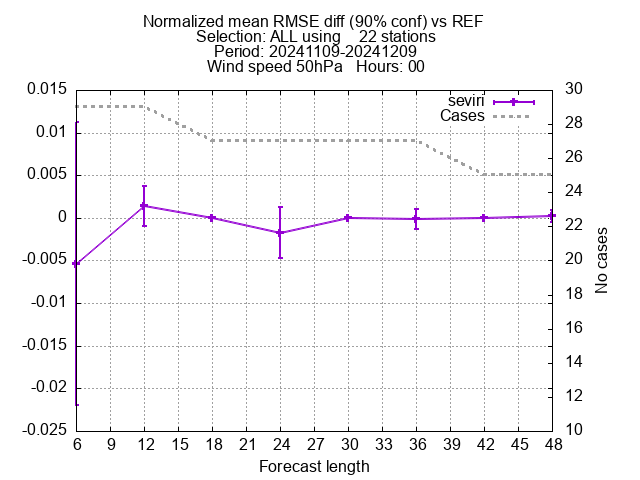 Normalized mean RMSE diff (90% conf) vs REF
Selection: ALL using    22 stations
Period: 20241109-20241209
Wind speed 50hPa   Hours: 00
seviri
Cases
0.015
0.01
0.005
0
-0.005
-0.01
-0.015
-0.02
-0.025
30
28
26
24
22
20
18
16
14
12
10
No cases
6 9 12 15 18 21 24 27 30 33 36 39 42 45 48
Forecast length